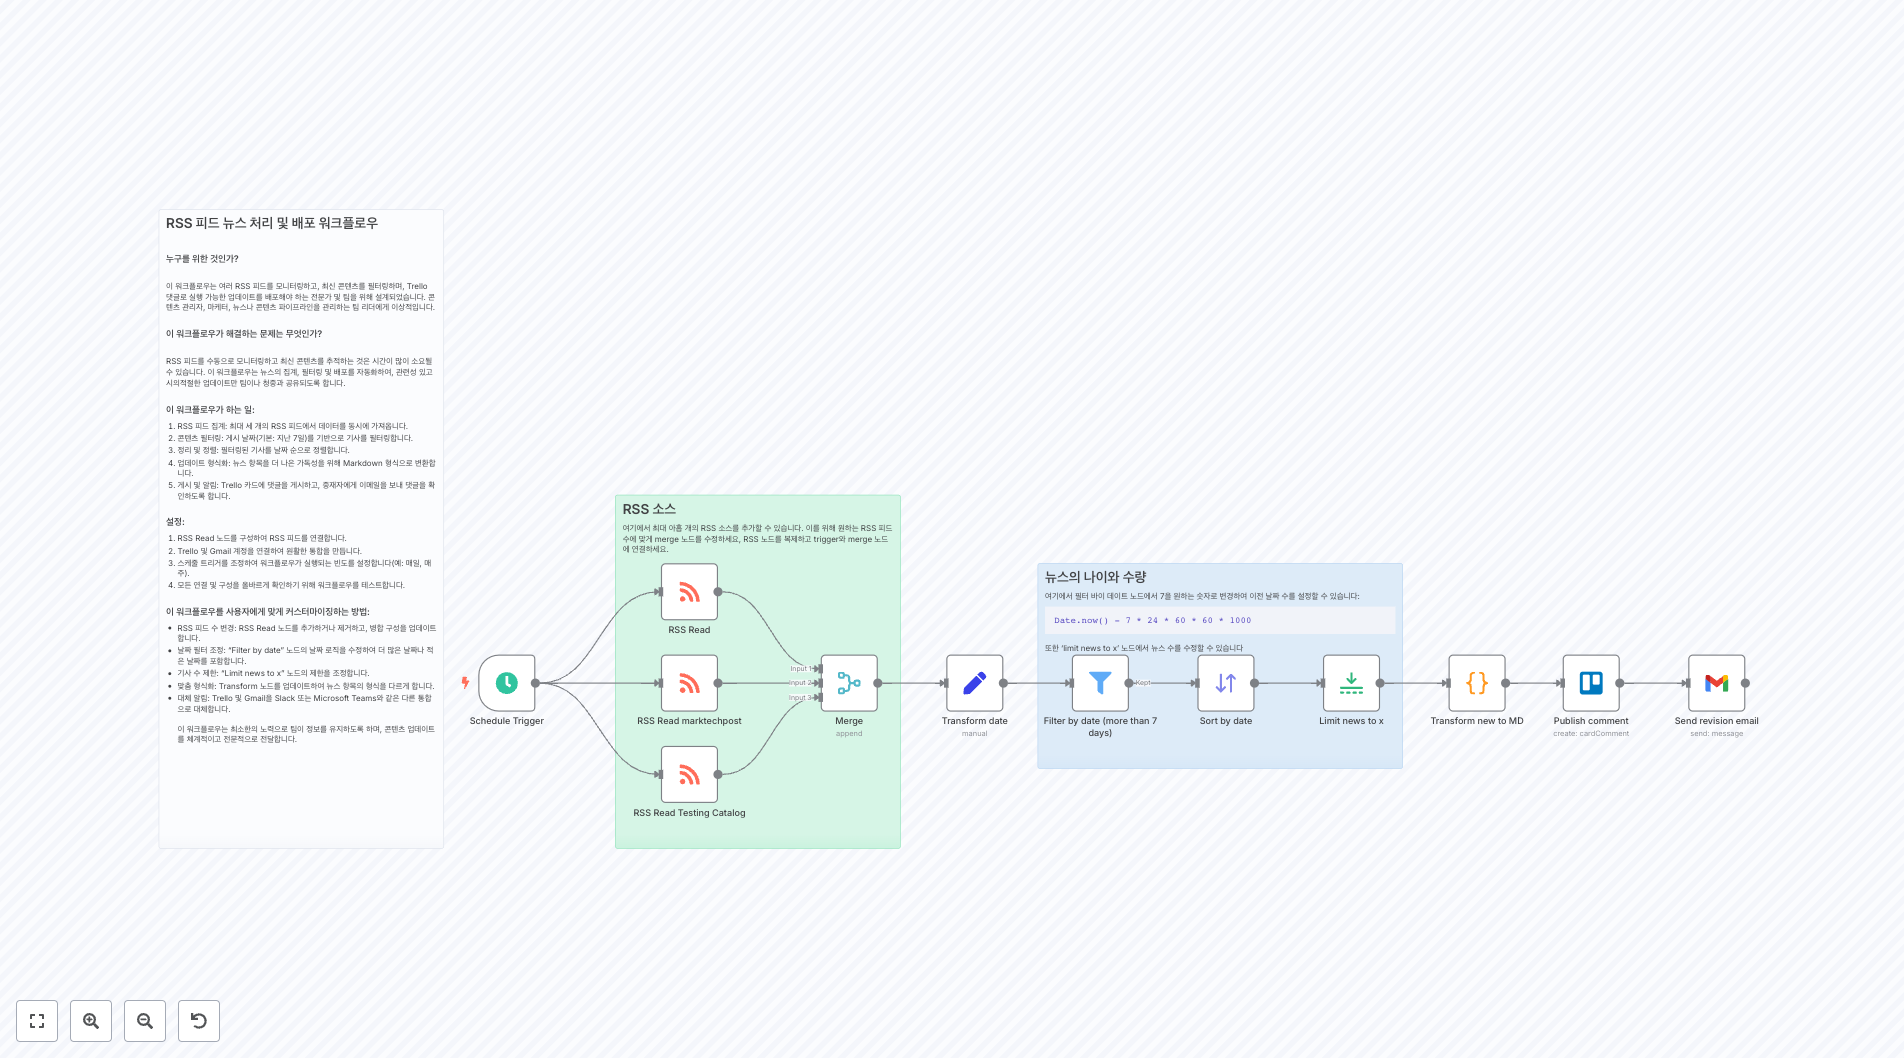 RSS 피드 뉴스 처리 및 배포 워크플로우
누구를 위한 것인가?
이 워크플로우는 여러 RSS 피드를 모니터링하고, 최신 콘텐츠를 필터링하며, Trello
댓글로 실행 가능한 업데이트를 배포해야 하는 전문가 및 팀을 위해 설계되었습니다. 콘
텐츠 관리자, 마케터, 뉴스나 콘텐츠 파이프라인을 관리하는 팀 리더에게 이상적입니다.
이 워크플로우가 해결하는 문제는 무엇인가?
RSS 피드를 수동으로 모니터링하고 최신 콘텐츠를 추적하는 것은 시간이 많이 소요될
수 있습니다. 이 워크플로우는 뉴스의 집계, 필터링 및 배포를 자동화하여, 관련성 있고
시의적절한 업데이트만 팀이나 청중과 공유되도록 합니다.
이 워크플로우가 하는 일:
1. RSS 피드 집계: 최대 세 개의 RSS 피드에서 데이터를 동시에 가져옵니다.
2. 콘텐츠 필터링: 게시 날짜(기본: 지난 7일)를 기반으로 기사를 필터링합니다.
3. 정리 및 정렬: 필터링된 기사를 날짜 순으로 정렬합니다.
4. 업데이트 형식화: 뉴스 항목을 더 나은 가독성을 위해 Markdown 형식으로 변환합
니다.
5. 게시 및 알림: Trello 카드에 댓글을 게시하고, 중재자에게 이메일을 보내 댓글을 확
인하도록 합니다.
설정:
1. RSS Read 노드를 구성하여 RSS 피드를 연결합니다.
2. Trello 및 Gmail 계정을 연결하여 원활한 통합을 만듭니다.
3. 스케줄 트리거를 조정하여 워크플로우가 실행되는 빈도를 설정합니다(예: 매일, 매
주).
4. 모든 연결 및 구성을 올바르게 확인하기 위해 워크플로우를 테스트합니다.
이 워크플로우를 사용자에게 맞게 커스터마이징하는 방법:
• RSS 피드 수 변경: RSS Read 노드를 추가하거나 제거하고, 병합 구성을 업데이트
합니다.
• 날짜 필터 조정: "Filter by date" 노드의 날짜 로직을 수정하여 더 많은 날짜나 적
은 날짜를 포함합니다.
• 기사 수 제한: "Limit news to x" 노드의 제한을 조정합니다.
• 맞춤 형식화: Transform 노드를 업데이트하여 뉴스 항목의 형식을 다르게 합니다.
• 대체 알림: Trello 및 Gmail을 Slack 또는 Microsoft Teams와 같은 다른 통합
으로 대체합니다.
이 워크플로우는 최소한의 노력으로 팀이 정보를 유지하도록 하며, 콘텐츠 업데이트
를 체계적이고 전문적으로 전달합니다.
Schedule Trigger
RSS 소스
여기에서 최대 아홉 개의 RSS 소스를 추가할 수 있습니다. 이를 위해 원하는 RSS 피드
수에 맞게 merge 노드를 수정하세요, RSS 노드를 복제하고 trigger와 merge 노드
에 연결하세요.
RSS Read
RSS Read marktechpost
RSS Read Testing Catalog
Input 1
Input 2
Input 3
Merge
append
Transform date
manual
뉴스의 나이와 수량
여기에서 필터 바이 데이트 노드에서 7을 원하는 숫자로 변경하여 이전 날짜 수를 설정할 수 있습니다:
Date.now() - 7 * 24 * 60 * 60 * 1000
또한 'limit news to x' 노드에서 뉴스 수를 수정할 수 있습니다
Kept
Filter by date (more than 7
days)
Sort by date
Limit news to x
Transform new to MD
Publish comment
create: cardComment
Send revision email
send: message